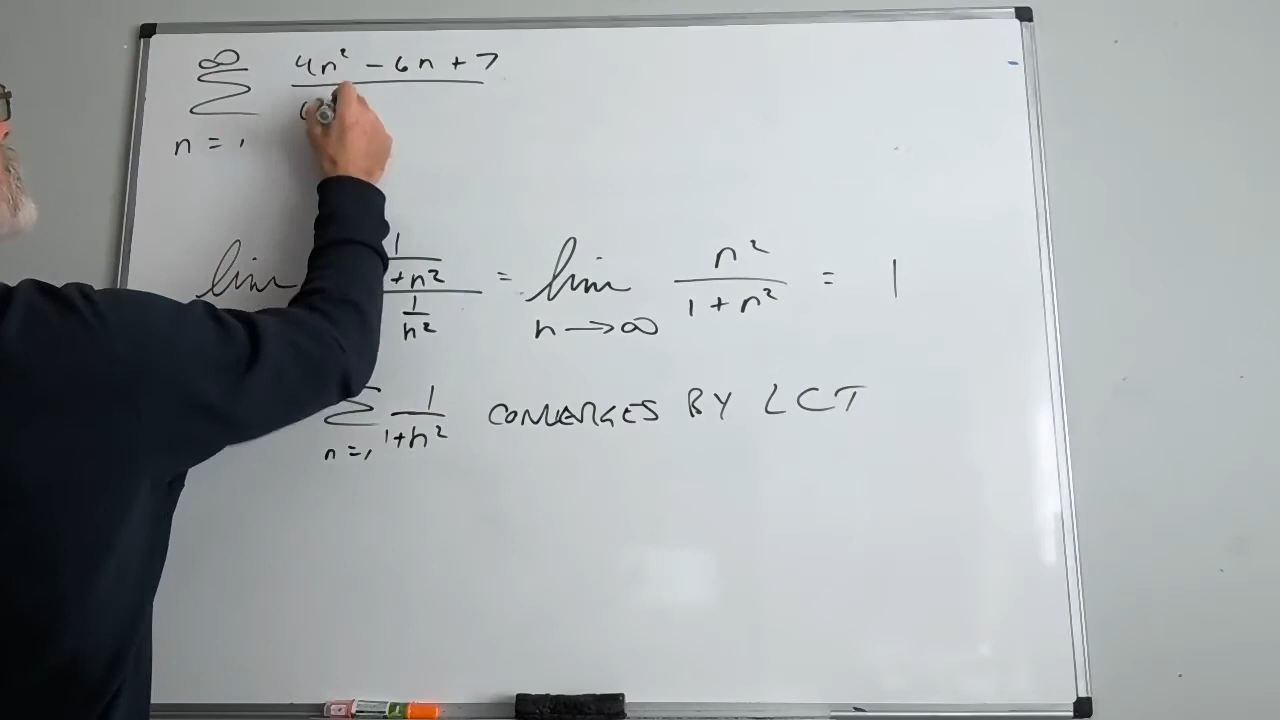 ∞
Σ 4n² - 6n + 7
n = 1
lim 1/+n² / 1/n² = lim n→∞ n²/1 + n² = 1
Σ n=1 1/1+n² CONVERGES BY LCT